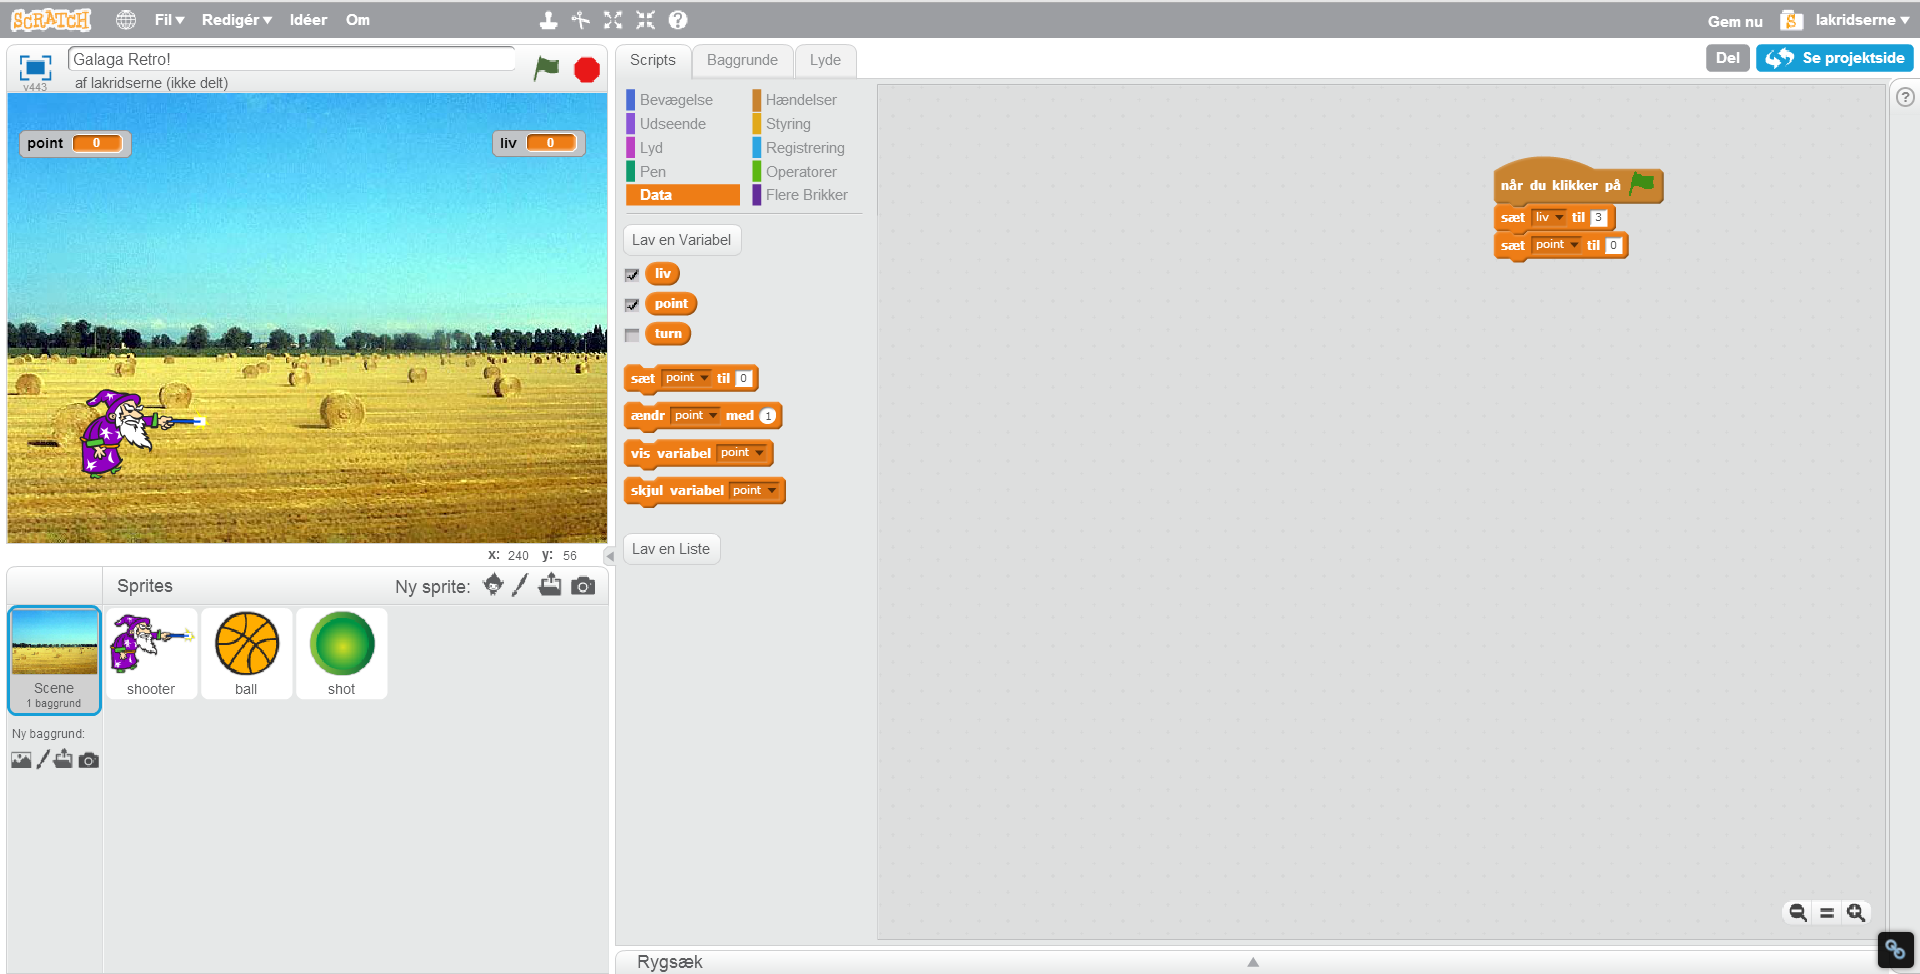 SCRATCH
Fil
Redigér
Idéer
Om
Gem nu
lakridserne
v443
Galaga Retro!
af lakridserne (ikke delt)
Scripts
Baggrunde
Lyde
Del
Se projektside
point 0
liv 0
Bevægelse
Udseende
Lyd
Pen
Data
Hændelser
Styring
Registrering
Operatorer
Flere Brikker
Lav en Variabel
liv
point
turn
sæt point til 0
ændr point med 1
vis variabel point
skjul variabel point
Lav en Liste
når du klikker på
sæt liv til 3
sæt point til 0
x: 240 y: 56
Sprites
Ny sprite:
Scene
1 baggrund
shooter
ball
shot
Ny baggrund:
Rygsæk